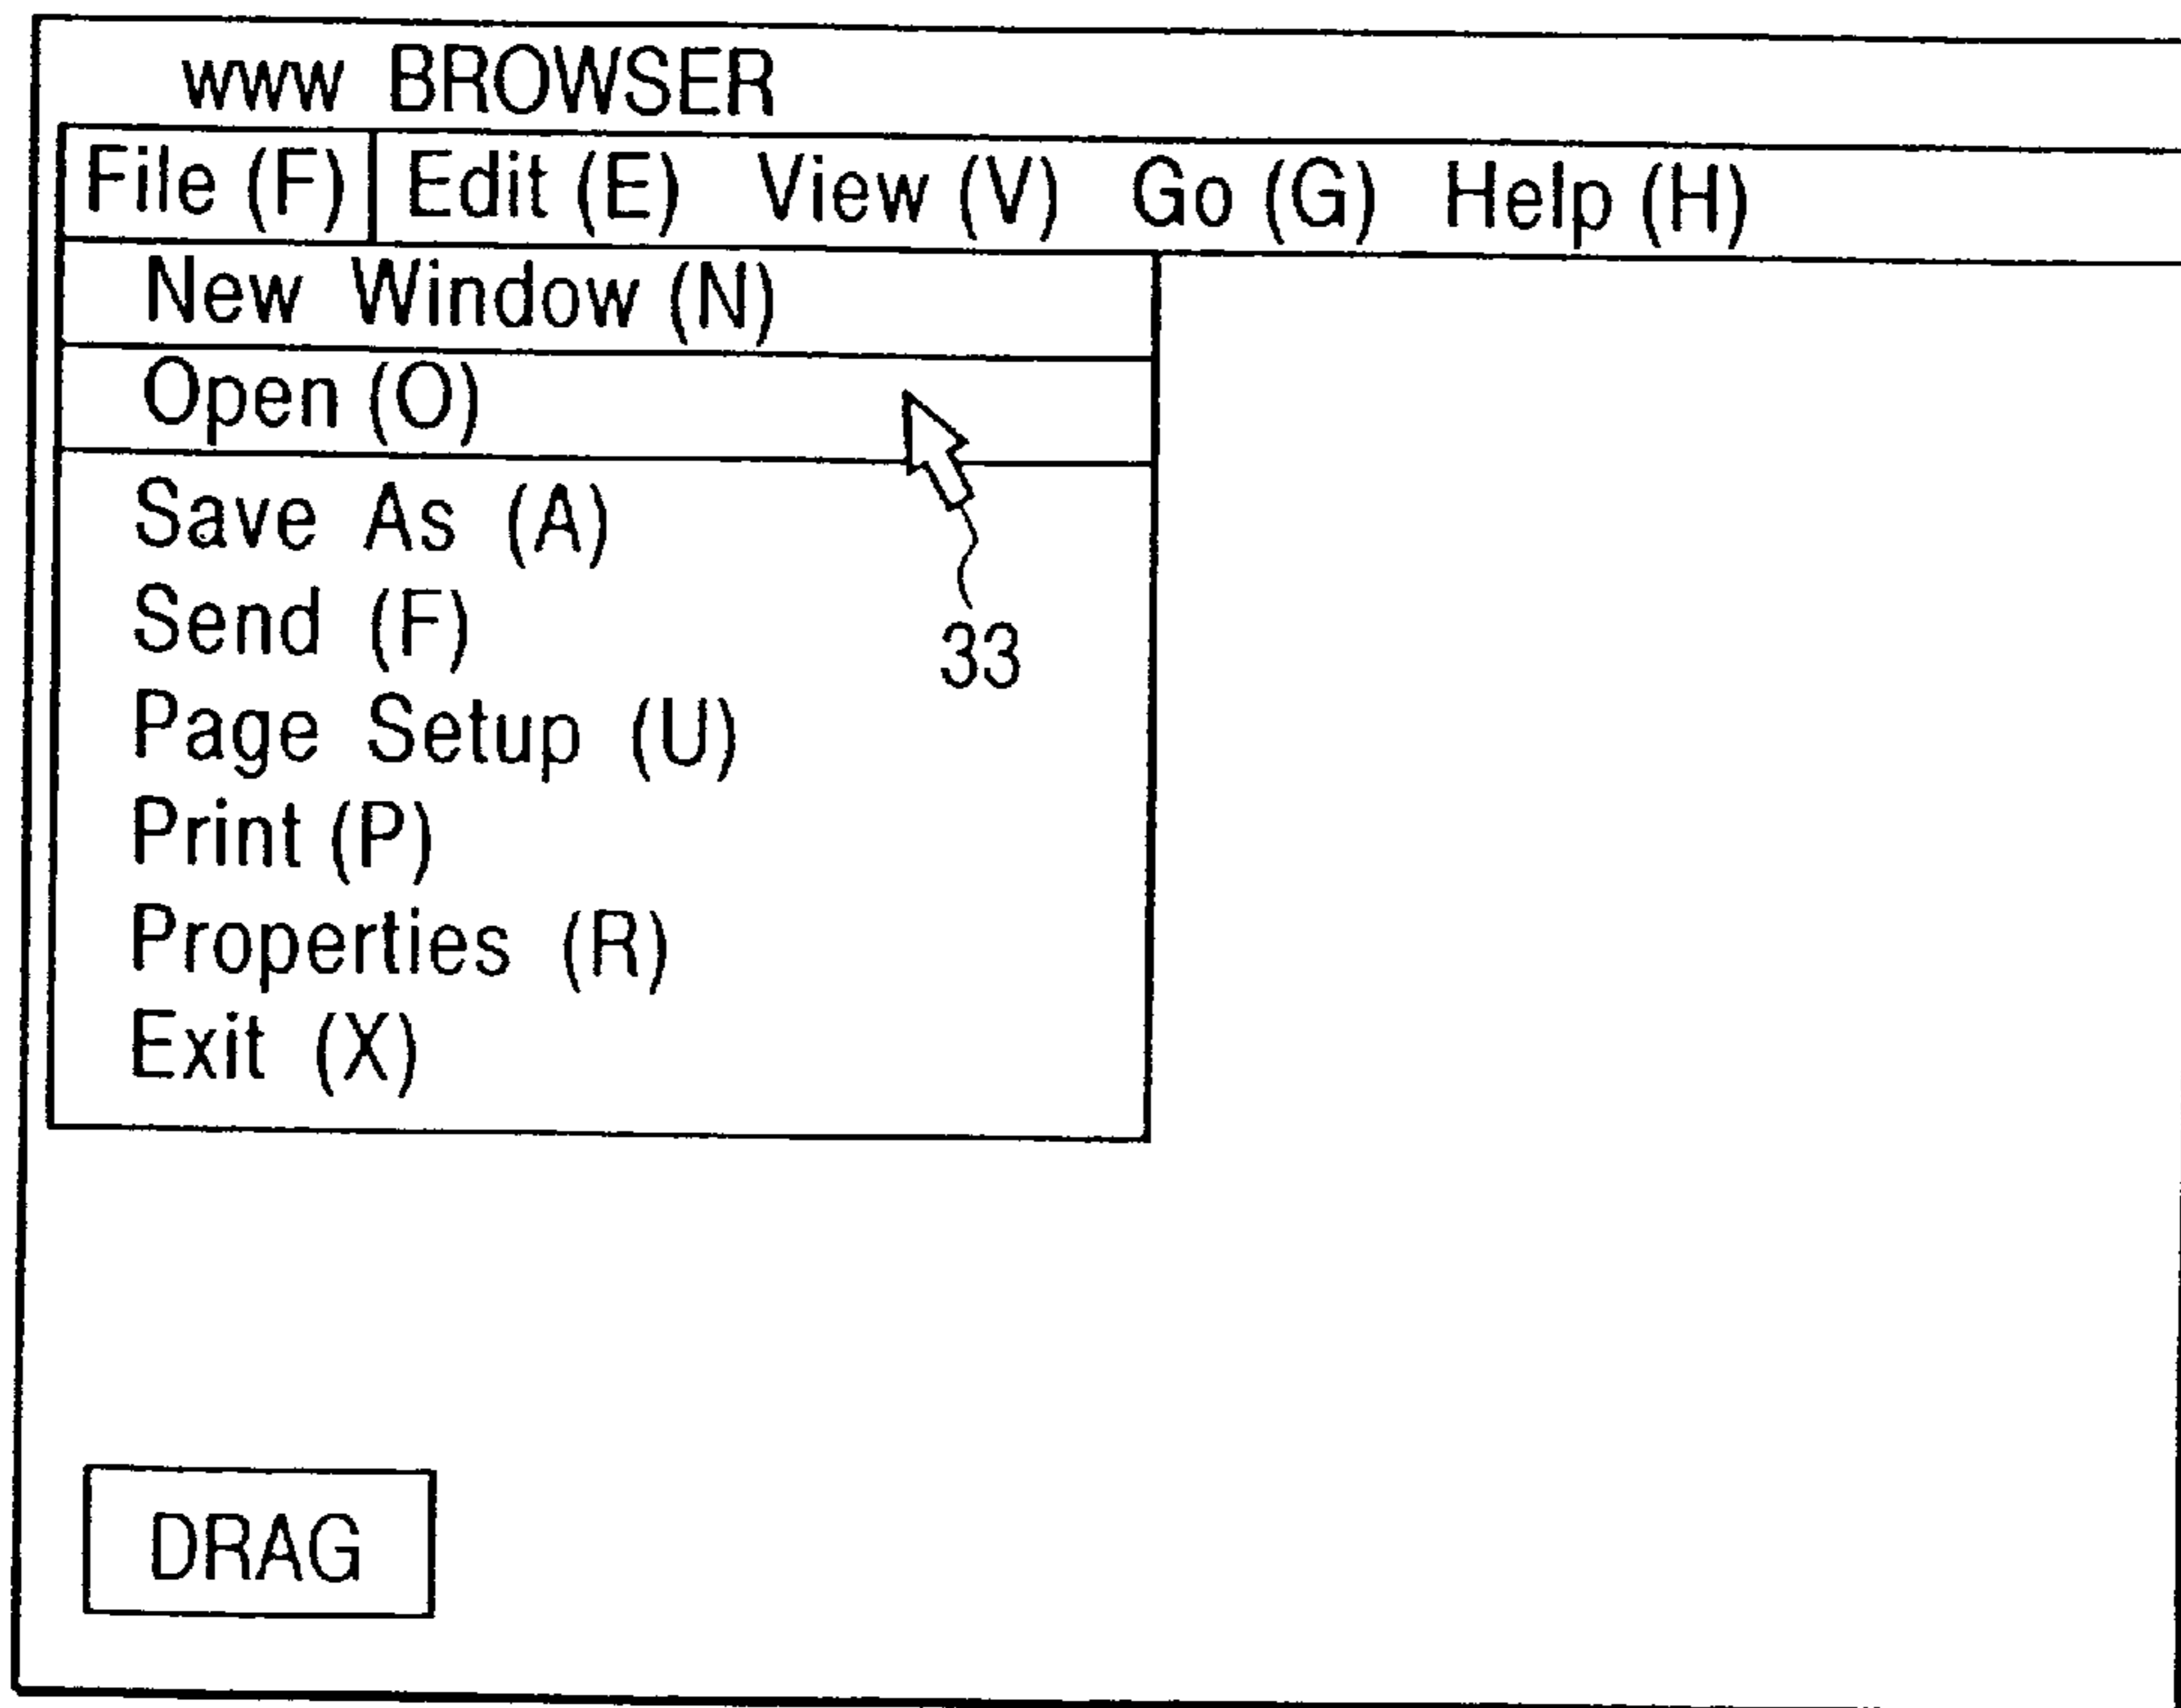 www BROWSER
File (F) Edit (E) View (V) Go (G) Help (H)
New Window (N)
Open (O)
Save As (A)
Send (F)
33
Page Setup (U)
Print (P)
Properties (R)
Exit (X)
DRAG